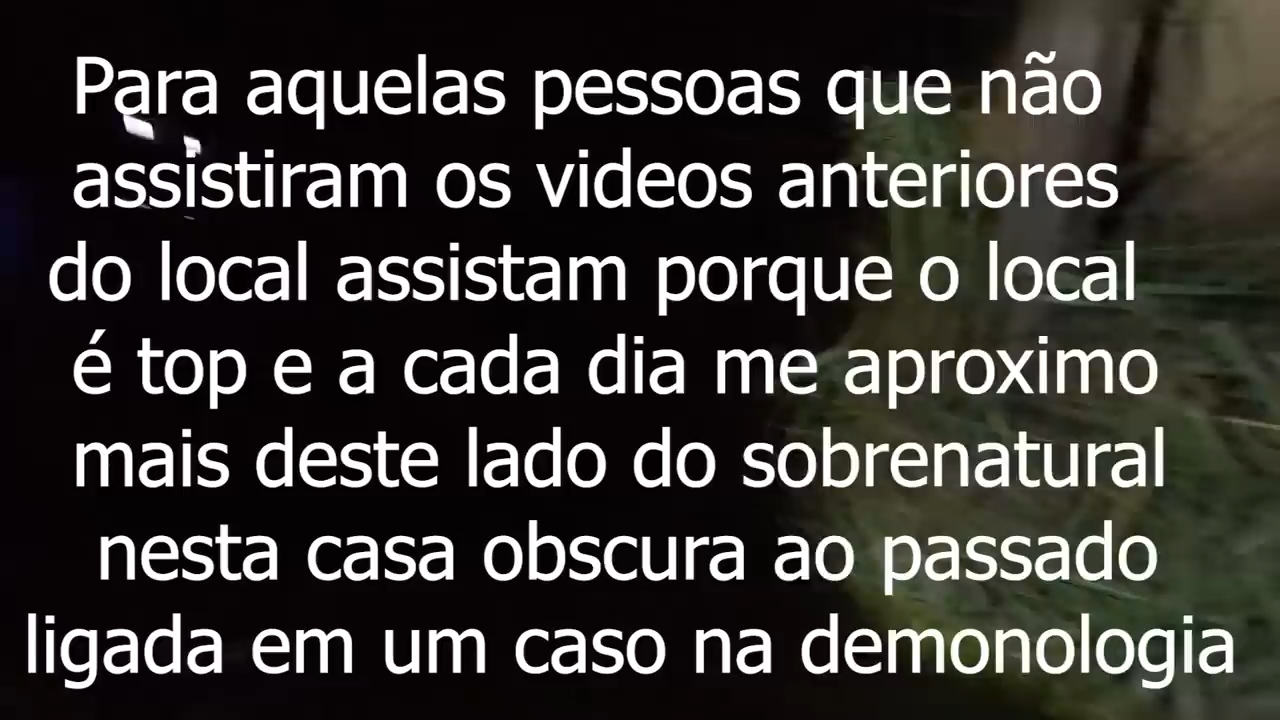 Para aquelas pessoas que não
assistiram os videos anteriores
do local assistam porque o local
é top e a cada dia me aproximo
mais deste lado do sobrenatural
nesta casa obscura ao passado
ligada em um caso na demonologia